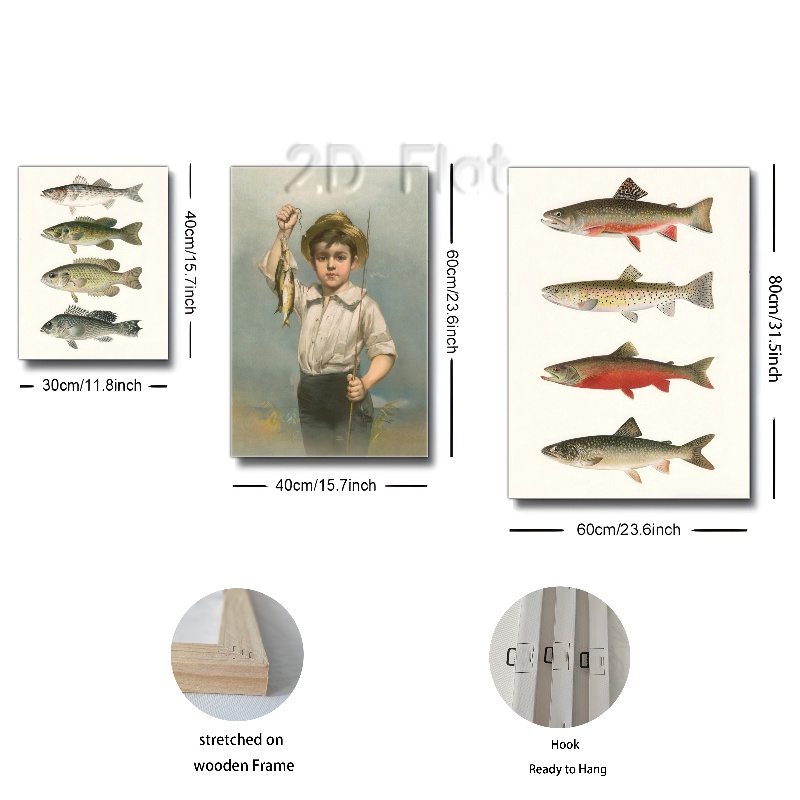 2D Flat
40cm/15.7inch
30cm/11.8inch
60cm/23.6inch
40cm/15.7inch
80cm/31.5inch
60cm/23.6inch
stretched on
wooden Frame
Hook
Ready to Hang